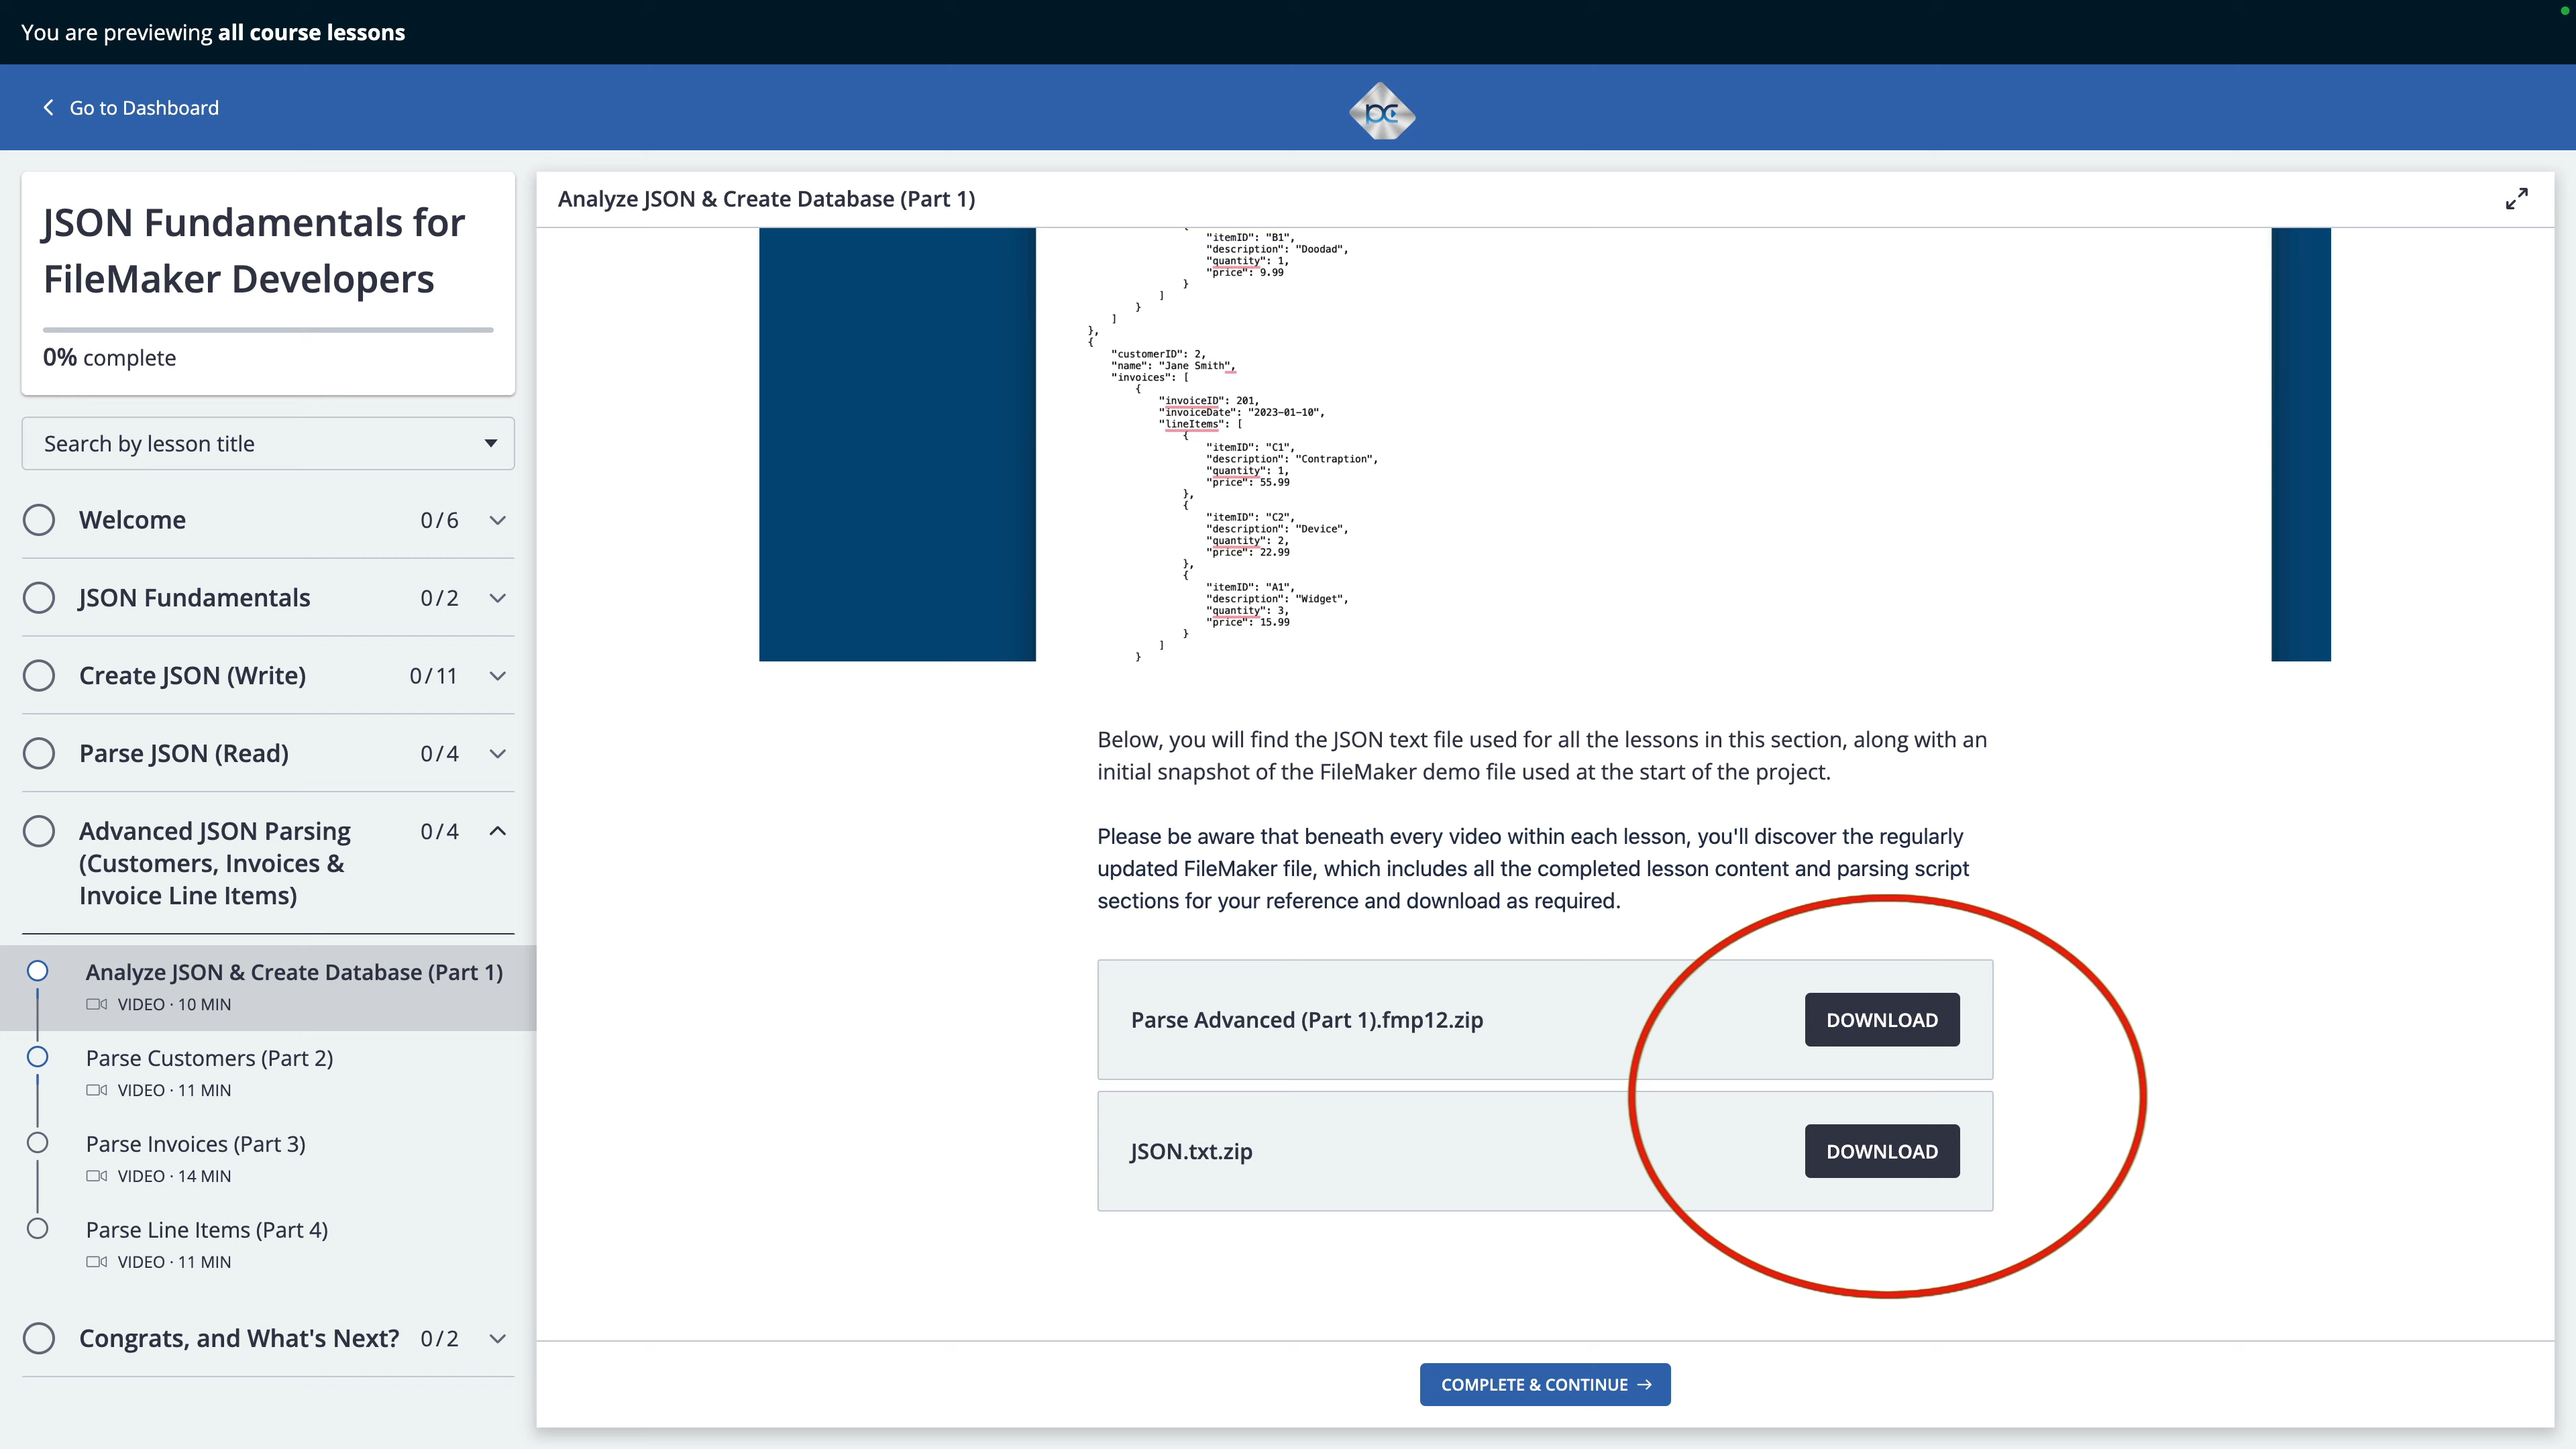 You are previewing all course lessons
Go to Dashboard
pc
JSON Fundamentals for
FileMaker Developers
0% complete
Search by lesson title
Welcome 0/6
JSON Fundamentals 0/2
Create JSON (Write) 0/11
Parse JSON (Read) 0/4
Advanced JSON Parsing 0/4
(Customers, Invoices &
Invoice Line Items)
Analyze JSON & Create Database (Part 1)
VIDEO · 10 MIN
Parse Customers (Part 2)
VIDEO · 11 MIN
Parse Invoices (Part 3)
VIDEO · 14 MIN
Parse Line Items (Part 4)
VIDEO · 11 MIN
Congrats, and What's Next? 0/2
Analyze JSON & Create Database (Part 1)
"itemID": "B1",
"description": "Doodad",
"quantity": 1,
"price": 9.99
}
]
}
]
},
{
"customerID": 2,
"name": "Jane Smith",
"invoices": [
{
"invoiceID": 201,
"invoiceDate": "2023-01-10",
"lineItems": [
{
"itemID": "C1",
"description": "Contraption",
"quantity": 1,
"price": 55.99
},
{
"itemID": "C2",
"description": "Device",
"quantity": 2,
"price": 22.99
},
{
"itemID": "A1",
"description": "Widget",
"quantity": 3,
"price": 15.99
}
]
}
Below, you will find the JSON text file used for all the lessons in this section, along with an
initial snapshot of the FileMaker demo file used at the start of the project.
Please be aware that beneath every video within each lesson, you'll discover the regularly
updated FileMaker file, which includes all the completed lesson content and parsing script
sections for your reference and download as required.
Parse Advanced (Part 1).fmp12.zip DOWNLOAD
JSON.txt.zip DOWNLOAD
COMPLETE & CONTINUE →